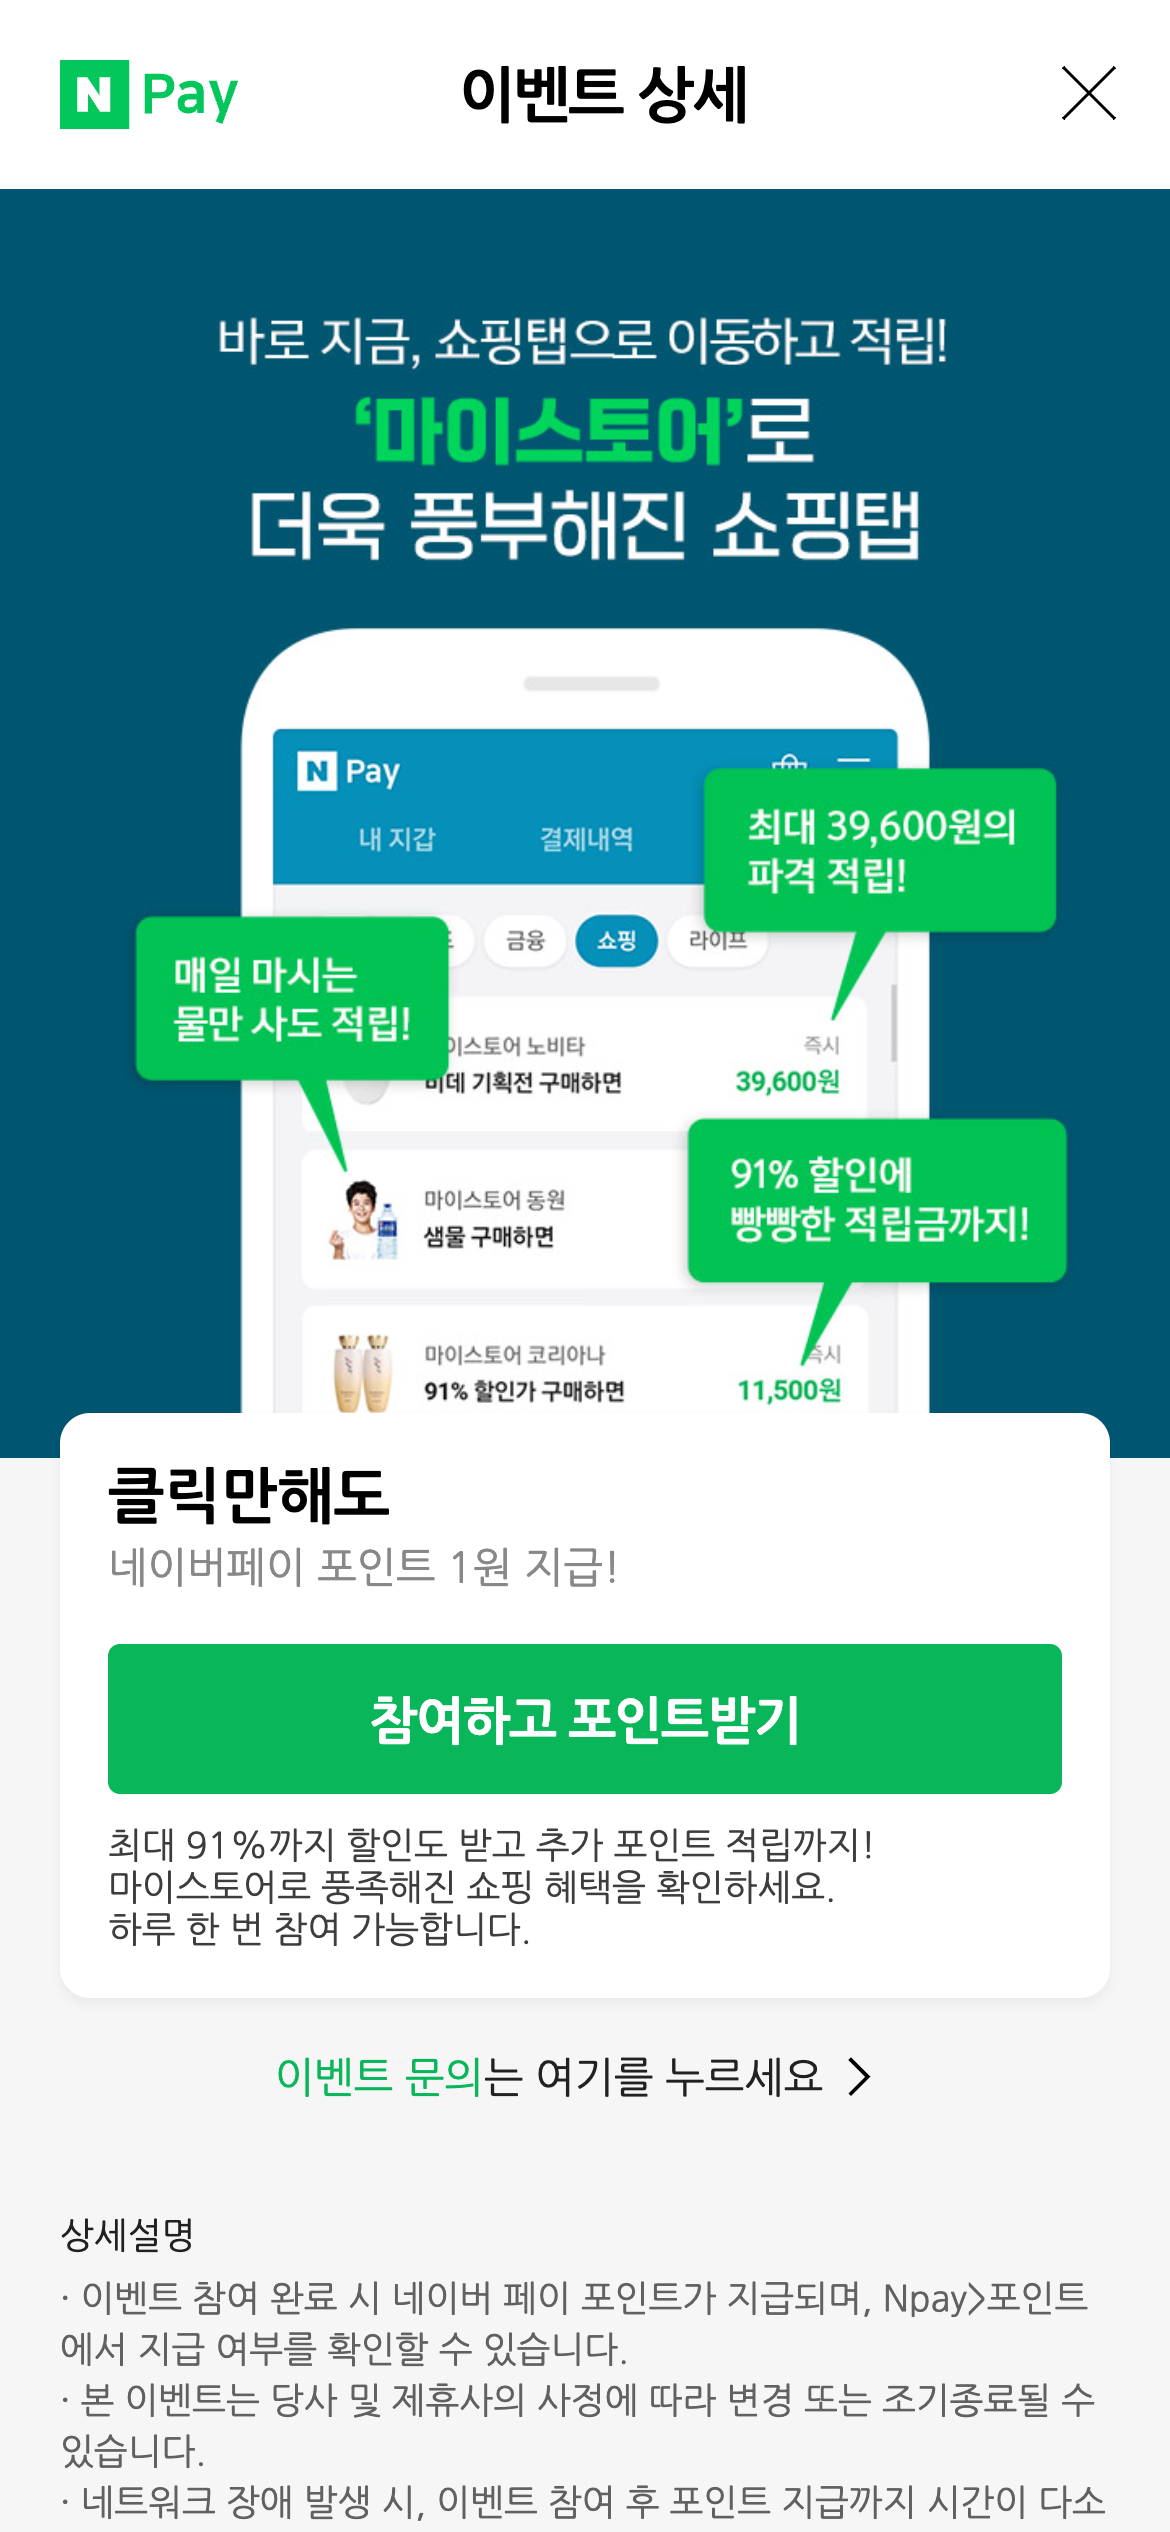 N Pay
이벤트 상세
바로 지금, 쇼핑탭으로 이동하고 적립!
‘마이스토어’로
더욱 풍부해진 쇼핑탭
N Pay
내 지갑 결제내역
최대 39,600원의
파격 적립!
금융 쇼핑 라이프
매일 마시는
물만 사도 적립!
이스토어 노비타 즉시
비데 기획전 구매하면 39,600원
91% 할인에
빵빵한 적립금까지!
마이스토어 동원
샘물 구매하면
마이스토어 코리아나 즉시
91% 할인가 구매하면 11,500원
클릭만해도
네이버페이 포인트 1원 지급!
참여하고 포인트받기
최대 91%까지 할인도 받고 추가 포인트 적립까지!
마이스토어로 풍족해진 쇼핑 혜택을 확인하세요.
하루 한 번 참여 가능합니다.
이벤트 문의는 여기를 누르세요 >
상세설명
· 이벤트 참여 완료 시 네이버 페이 포인트가 지급되며, Npay>포인트
에서 지급 여부를 확인할 수 있습니다.
· 본 이벤트는 당사 및 제휴사의 사정에 따라 변경 또는 조기종료될 수
있습니다.
· 네트워크 장애 발생 시, 이벤트 참여 후 포인트 지급까지 시간이 다소